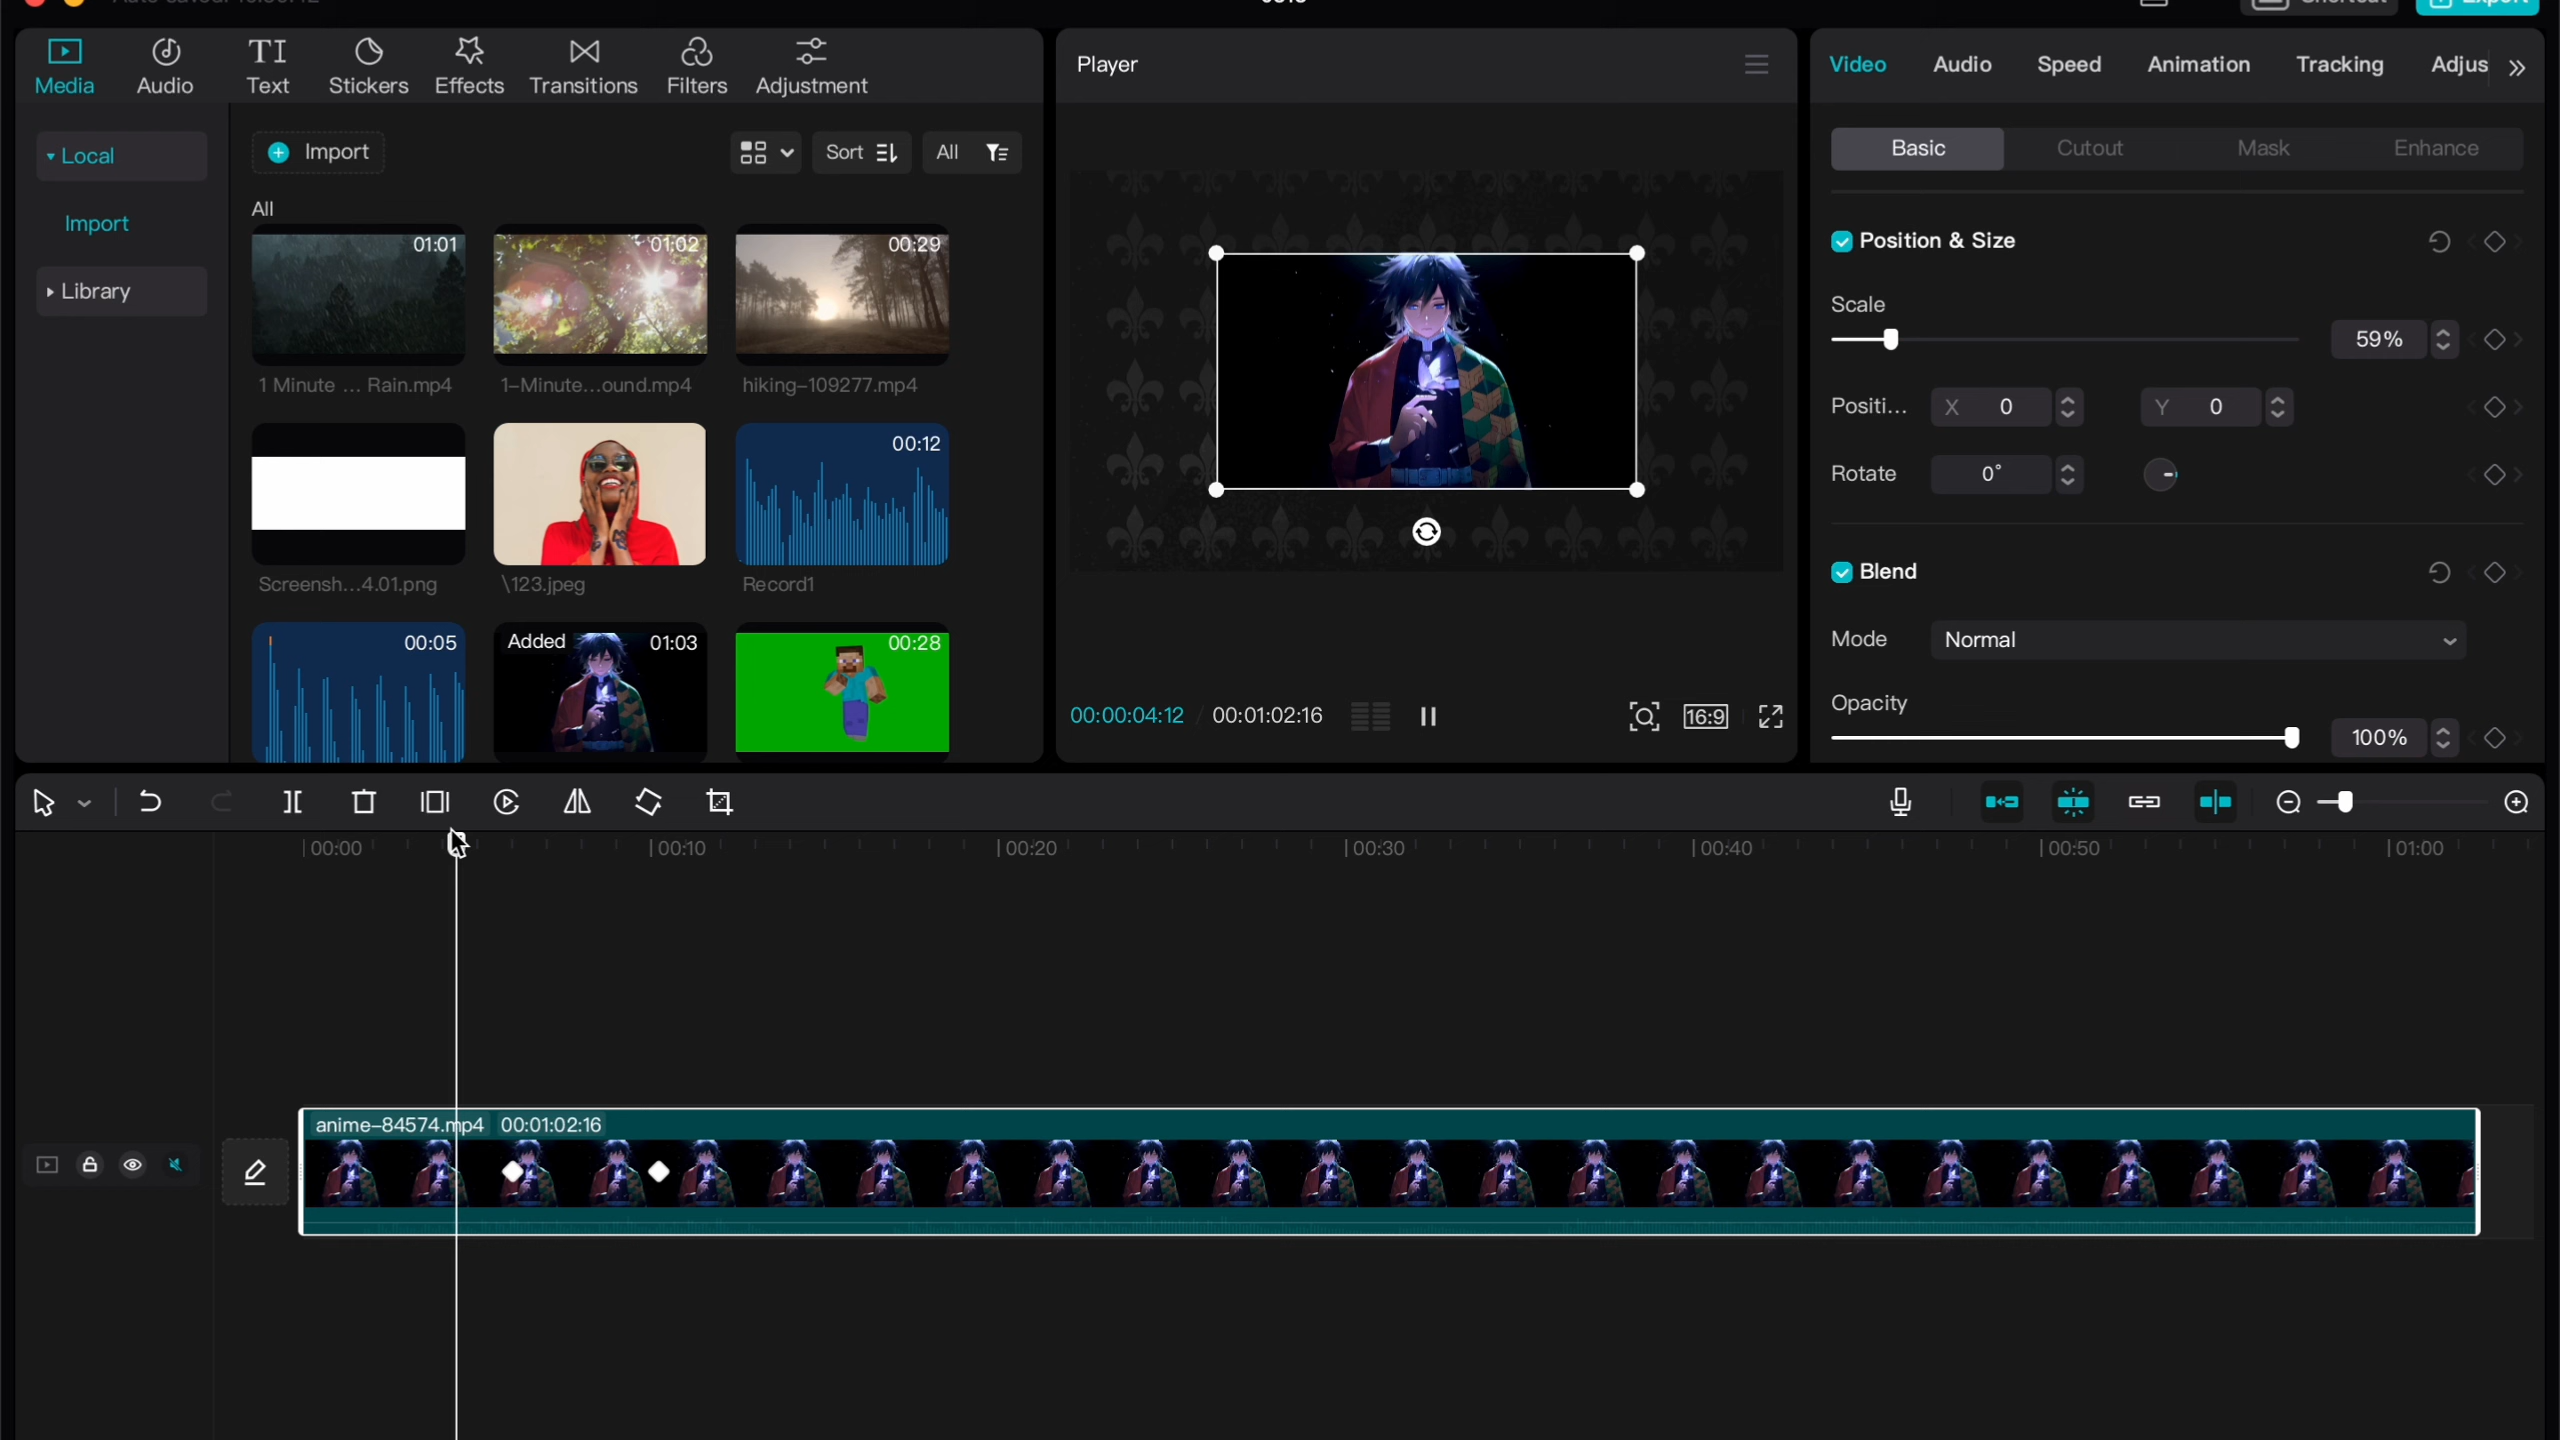 Media
Audio
Text
Stickers
Effects
Transitions
Filters
Adjustment
Local
Import
Library
Import
Sort
All
All
01:01
01:02
00:29
1 Minute ... Rain.mp4
1-Minute...ound.mp4
hiking-109277.mp4
00:12
Screensh...4.01.png
\123.jpeg
Record1
00:05
Added
01:03
00:28
Player
00:00:04:12 / 00:01:02:16
16:9
Video
Audio
Speed
Animation
Tracking
Adjus
Basic
Cutout
Mask
Enhance
Position & Size
Scale
59%
Positi...
X 0
Y 0
Rotate
0°
Blend
Mode
Normal
Opacity
100%
00:00
00:10
00:20
00:30
00:40
00:50
01:00
anime-84574.mp4 00:01:02:16